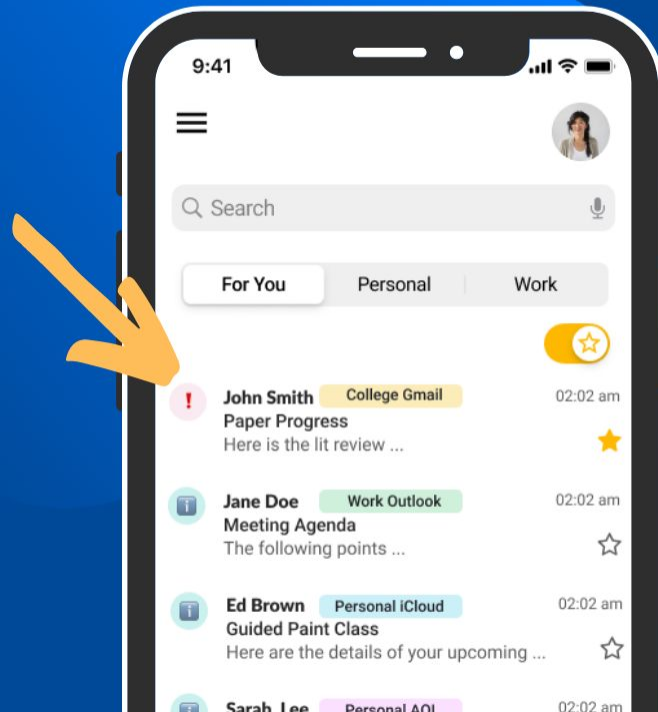 9:41
Search
For You Personal Work
John Smith College Gmail 02:02 am
Paper Progress
Here is the lit review ...
Jane Doe Work Outlook 02:02 am
Meeting Agenda
The following points ...
Ed Brown Personal iCloud 02:02 am
Guided Paint Class
Here are the details of your upcoming ...
Sarah Lee Personal AOL 02:02 am